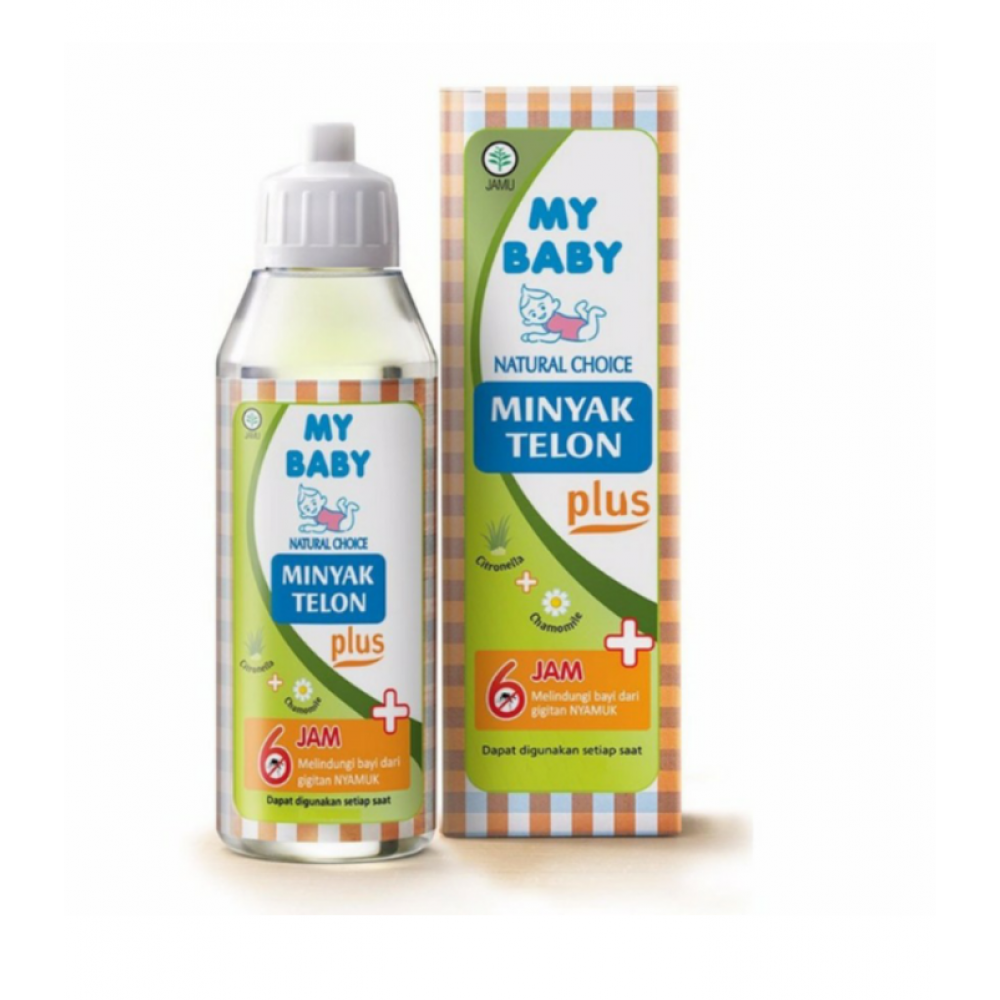 JAMU
MY
BABY
NATURAL CHOICE
MINYAK
TELON
plus
Citronella
+
Chamomile
6 JAM
Melindungi bayi dari
gigitan NYAMUK
Dapat digunakan setiap saat
JAMU
MY
BABY
NATURAL CHOICE
MINYAK
TELON
plus
Citronella
+
Chamomile
6 JAM
Melindungi bayi dari
gigitan NYAMUK
Dapat digunakan setiap saat